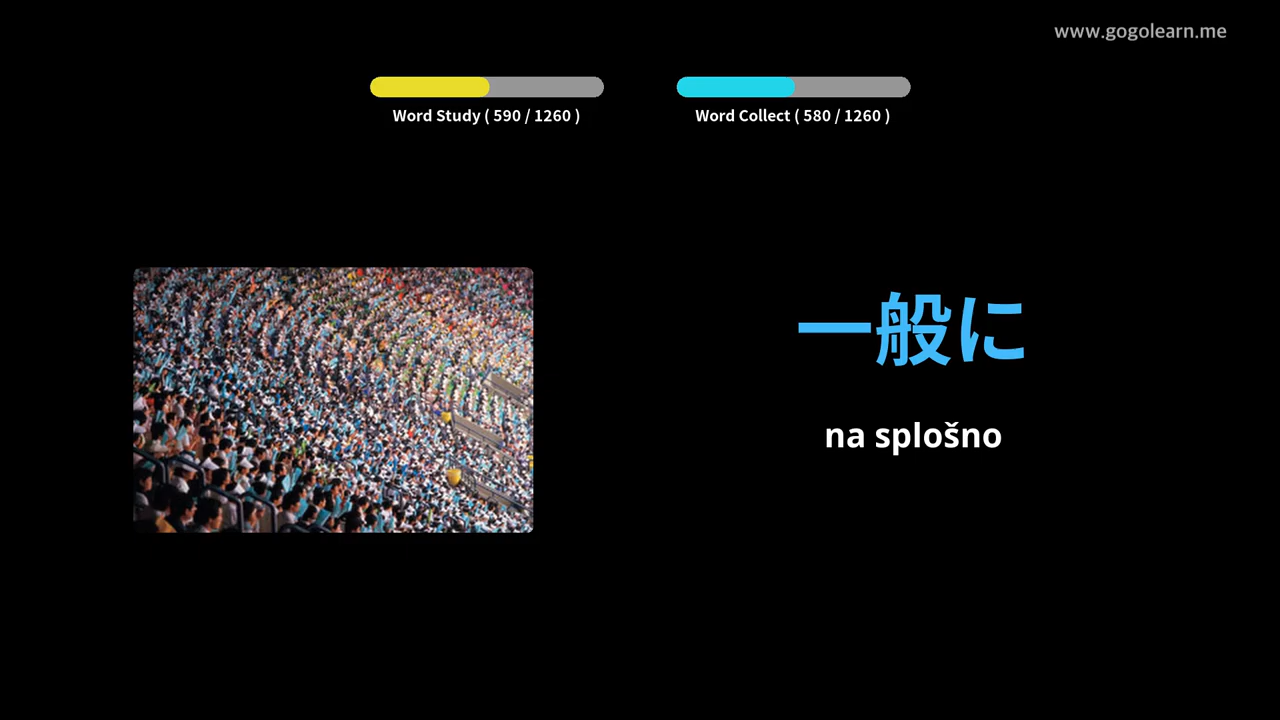 www.gogolearn.me
Word Study ( 590 / 1260 )
Word Collect ( 580 / 1260 )
一般に
na splošno